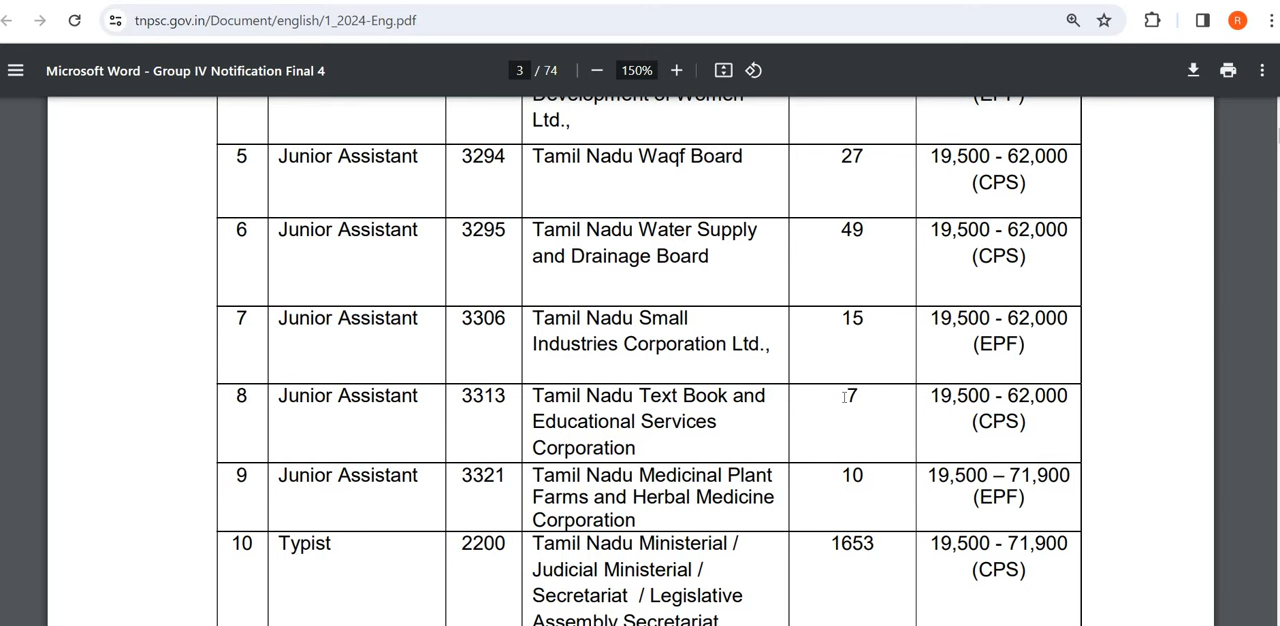 tnpsc.gov.in/Document/english/1_2024-Eng.pdf
R
Microsoft Word - Group IV Notification Final 4
3 / 74
150%
Development of Women (EPF)
Ltd.,
5 Junior Assistant 3294 Tamil Nadu Waqf Board 27 19,500 - 62,000
(CPS)
6 Junior Assistant 3295 Tamil Nadu Water Supply 49 19,500 - 62,000
and Drainage Board (CPS)
7 Junior Assistant 3306 Tamil Nadu Small 15 19,500 - 62,000
Industries Corporation Ltd., (EPF)
8 Junior Assistant 3313 Tamil Nadu Text Book and 7 19,500 - 62,000
Educational Services (CPS)
Corporation
9 Junior Assistant 3321 Tamil Nadu Medicinal Plant 10 19,500 – 71,900
Farms and Herbal Medicine (EPF)
Corporation
10 Typist 2200 Tamil Nadu Ministerial / 1653 19,500 - 71,900
Judicial Ministerial / (CPS)
Secretariat / Legislative
Assembly Secretariat